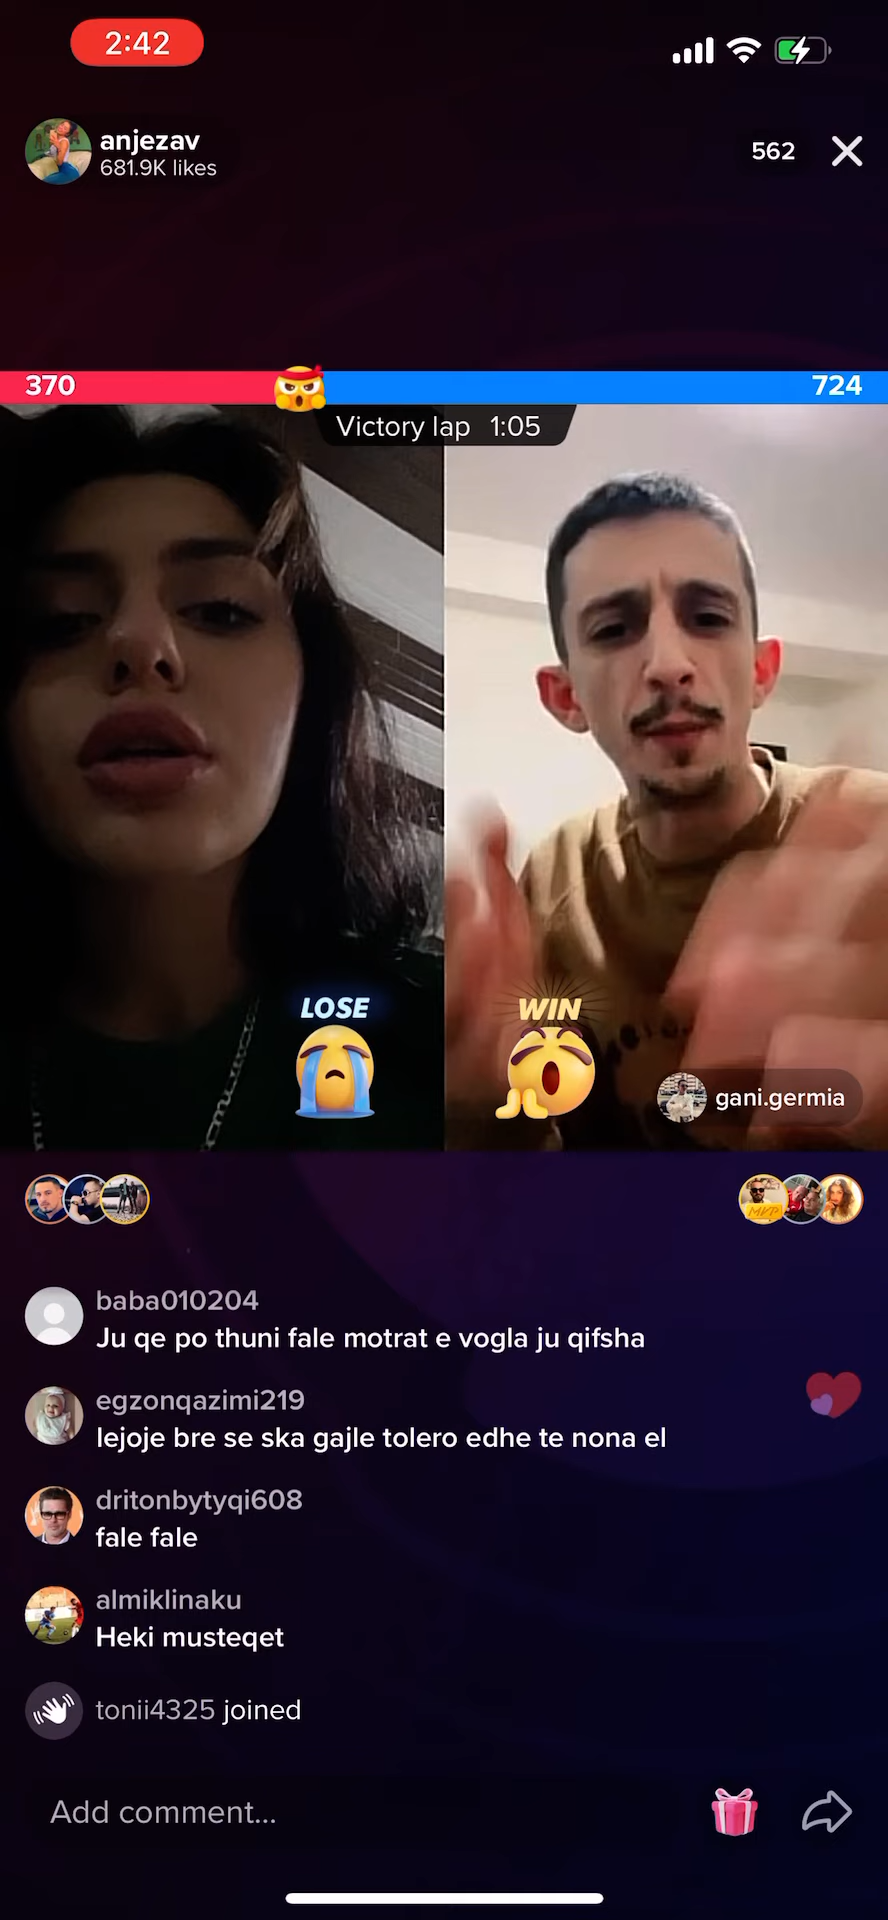 2:42
anjezav
681.9K likes
562
370
724
Victory lap 1:05
LOSE
WIN
gani.germia
MVP
baba010204
Ju qe po thuni fale motrat e vogla ju qifsha
egzonqazimi219
lejoje bre se ska gajle tolero edhe te nona el
dritonbytyqi608
fale fale
almiklinaku
Heki musteqet
tonii4325 joined
Add comment...